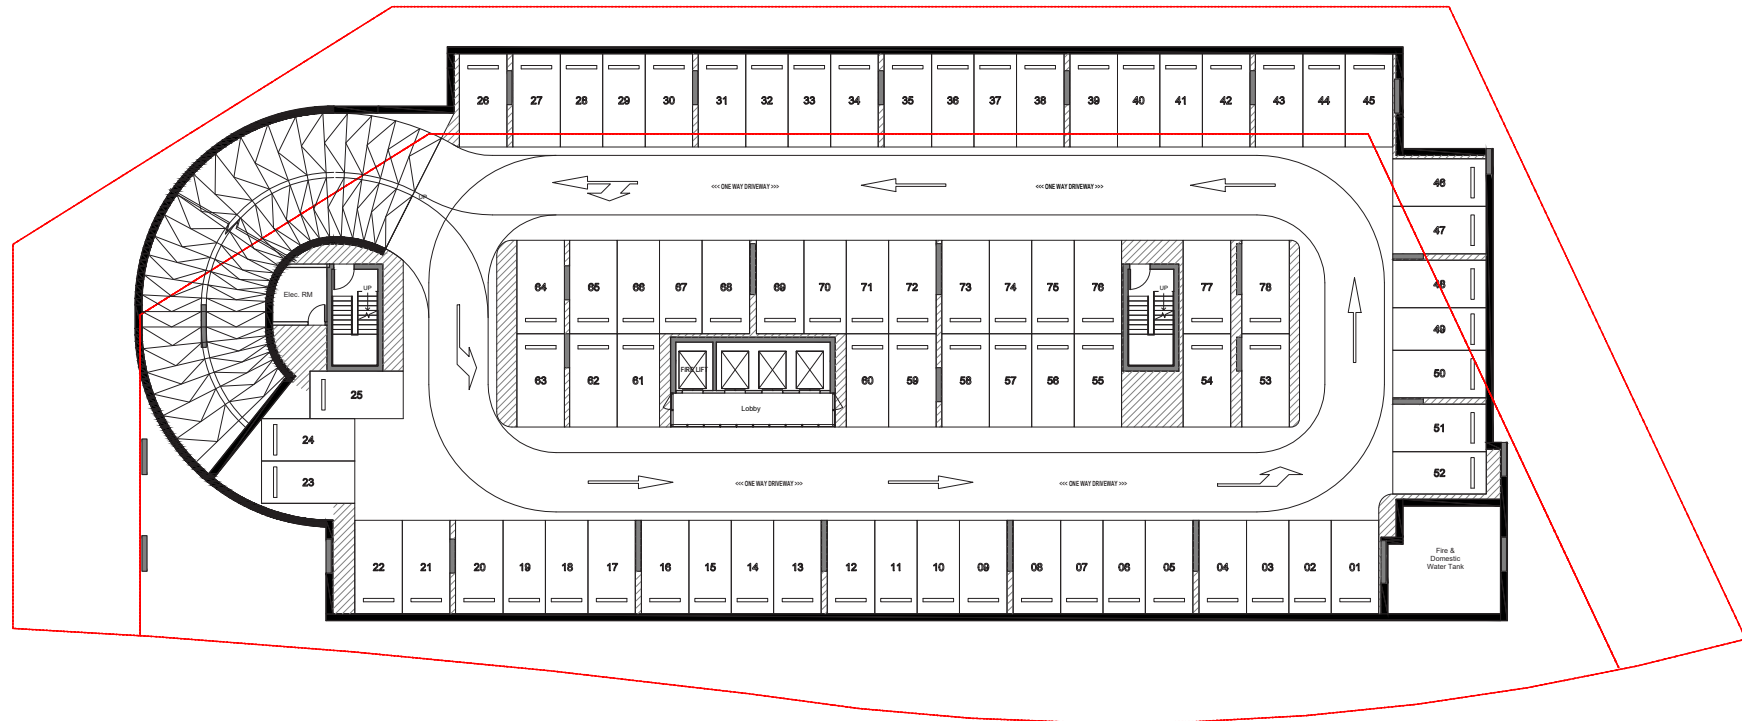 26 27 28 29 30 31 32 33 34 35 36 37 38 39 40 41 42 43 44 45
<<< ONE WAY DRIVEWAY >>> <<< ONE WAY DRIVEWAY >>>
46
UP
47
64 65 66 67 68 69 70 71 72 73 74 75 76 77 78
48
Elec. RM
UP
UP
49
63 62 61 60 59 58 57 56 55 54 53
FIRE LIFT
50
25
Lobby
51
24
52
23
<<< ONE WAY DRIVEWAY >>> <<< ONE WAY DRIVEWAY >>>
22 21 20 19 18 17 16 15 14 13 12 11 10 09 08 07 06 05 04 03 02 01
Fire &
Domestic
Water Tank